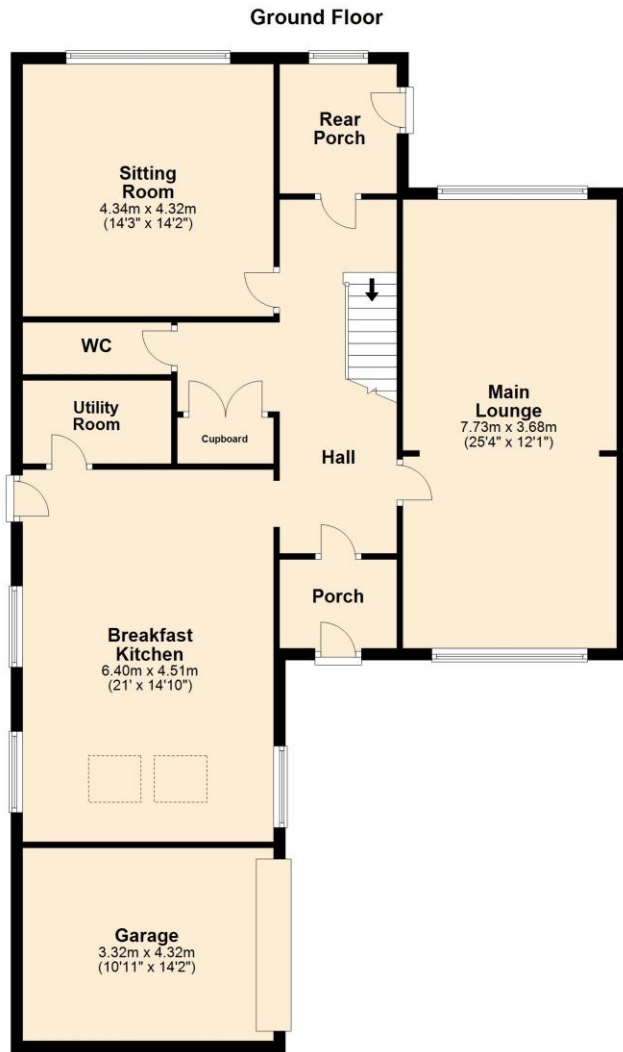 Ground Floor
Rear
Porch
Sitting
Room
4.34m x 4.32m
(14'3" x 14'2")
WC
Utility
Room
Cupboard
Main
Lounge
7.73m x 3.68m
(25'4" x 12'1")
Hall
Porch
Breakfast
Kitchen
6.40m x 4.51m
(21' x 14'10")
Garage
3.32m x 4.32m
(10'11" x 14'2")